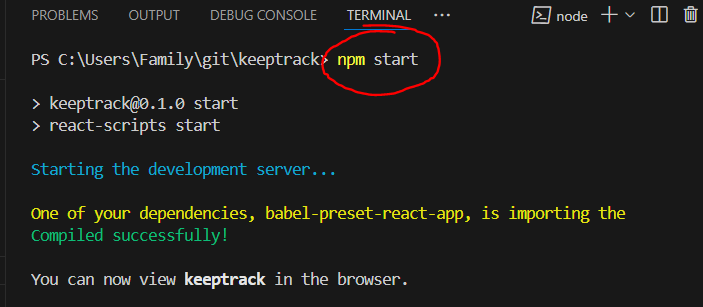 PROBLEMS OUTPUT DEBUG CONSOLE TERMINAL ... node
PS C:\Users\Family\git\keeptrack> npm start
> keeptrack@0.1.0 start
> react-scripts start
Starting the development server...
One of your dependencies, babel-preset-react-app, is importing the
Compiled successfully!
You can now view keeptrack in the browser.